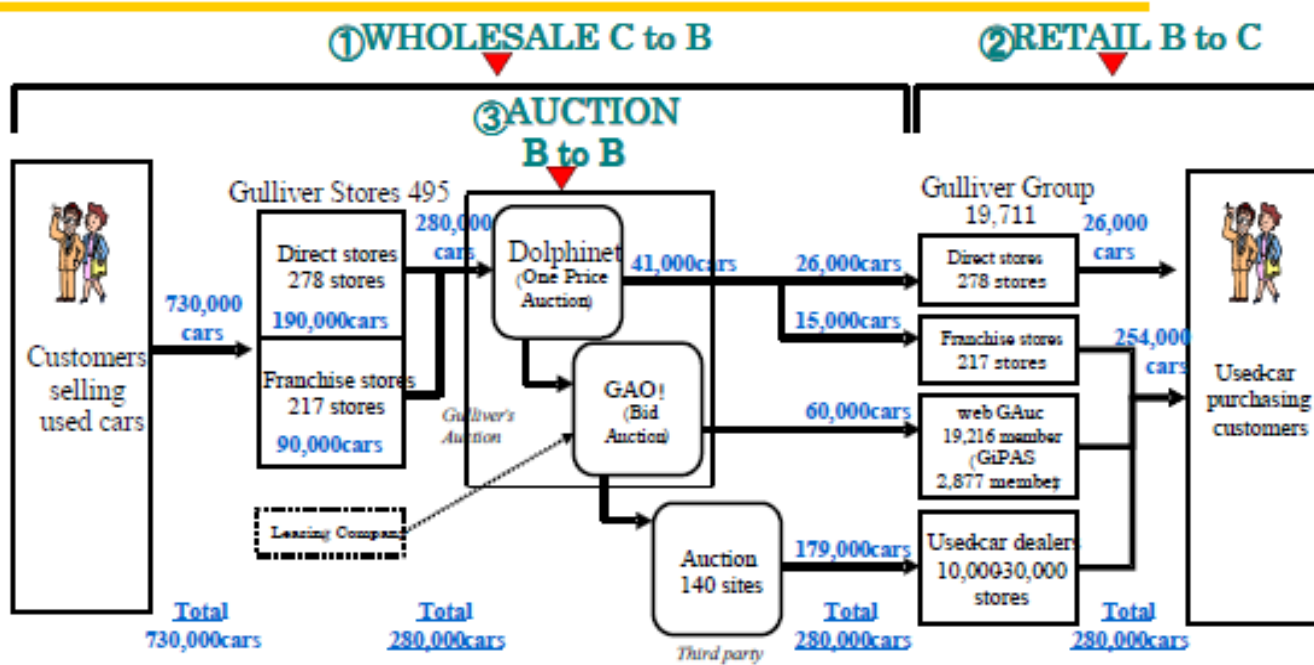 ①WHOLESALE C to B
②RETAIL B to C
③AUCTION
B to B
Customers
selling
used cars
730,000
cars
Total
730,000cars
Gulliver Stores 495
Direct stores
278 stores
190,000cars
Franchise stores
217 stores
90,000cars
Leasing Company
280,000
cars
Total
280,000cars
Gulliver's
Auction
Dolphinet
(One Price
Auction)
GAO!
(Bid
Auction)
Auction
140 sites
Third party
41,000cars
26,000cars
15,000cars
60,000cars
179,000cars
Total
280,000cars
Gulliver Group
19,711
Direct stores
278 stores
Franchise stores
217 stores
web GAuc
19,216 member
(GiPAS
2,877 member)
Used-car dealers
10,000-30,000
stores
26,000
cars
254,000
cars
Total
280,000cars
Used-car
purchasing
customers